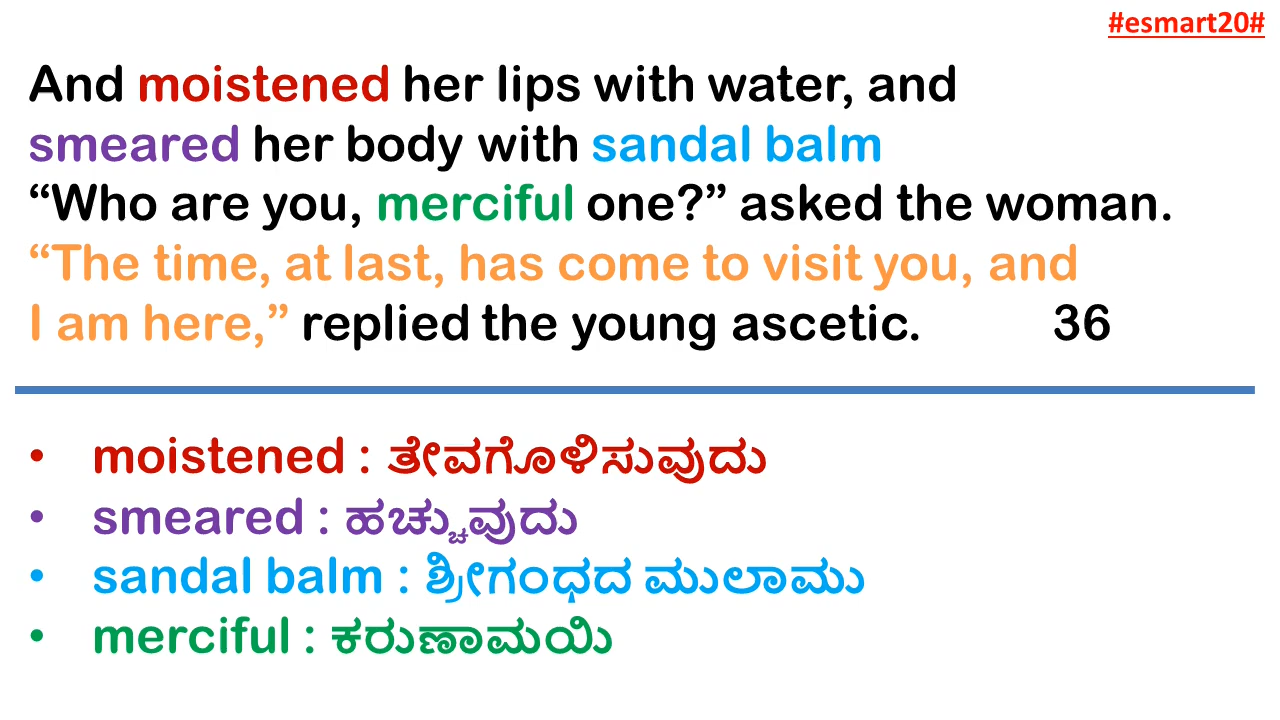 #esmart20#
And moistened her lips with water, and
smeared her body with sandal balm
“Who are you, merciful one?” asked the woman.
“The time, at last, has come to visit you, and
I am here,” replied the young ascetic. 36
• moistened : ತೇವಗೊಳಿಸುವುದು
• smeared : ಹಚ್ಚುವುದು
• sandal balm : ಶ್ರೀಗಂಧದ ಮುಲಾಮು
• merciful : ಕರುಣಾಮಯಿ